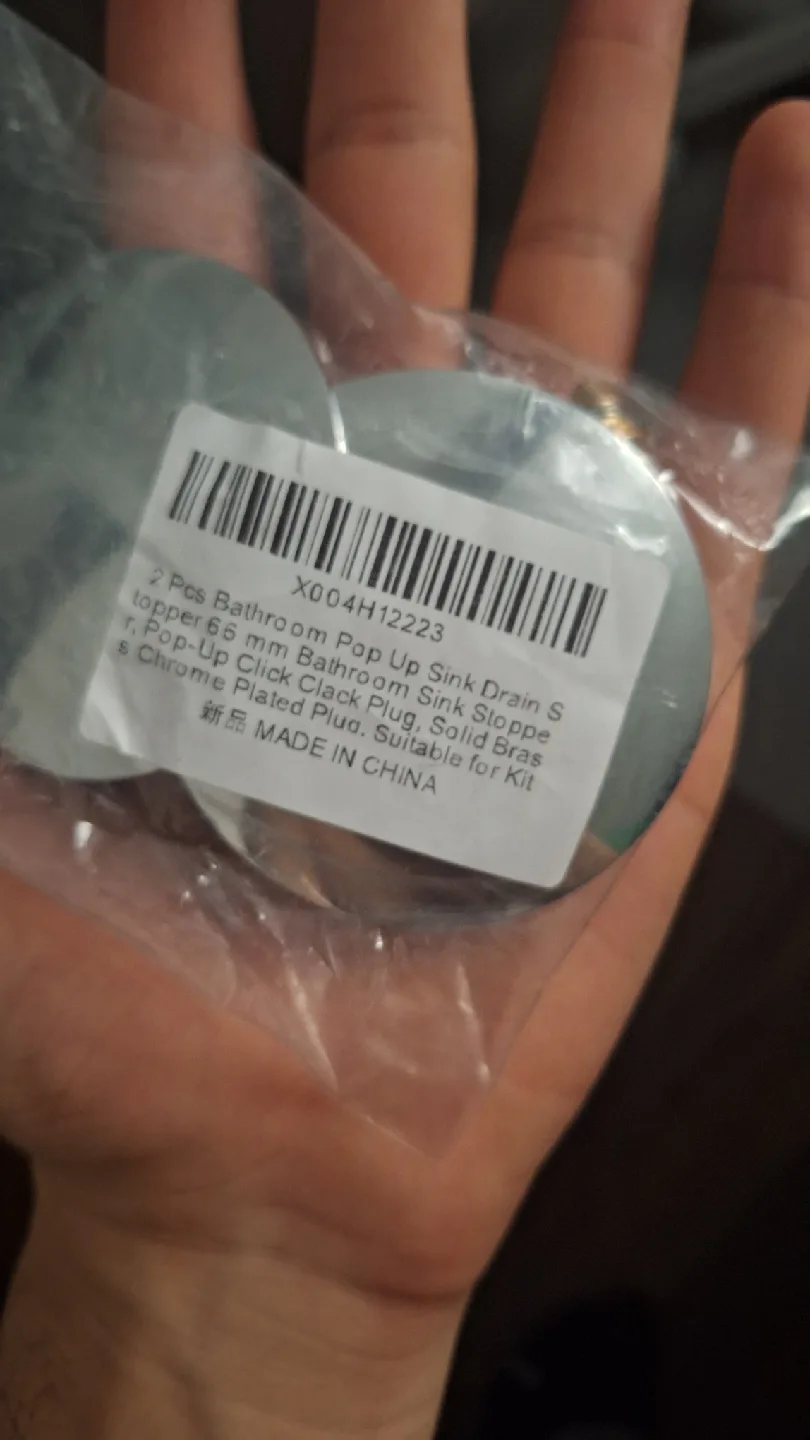 X004H12223
2 Pcs Bathroom Pop Up Sink Drain S
topper 66 mm Bathroom Sink Stoppe
r, Pop-Up Click Clack Plug, Solid Bras
s Chrome Plated Plug. Suitable for Kit
新品 MADE IN CHINA